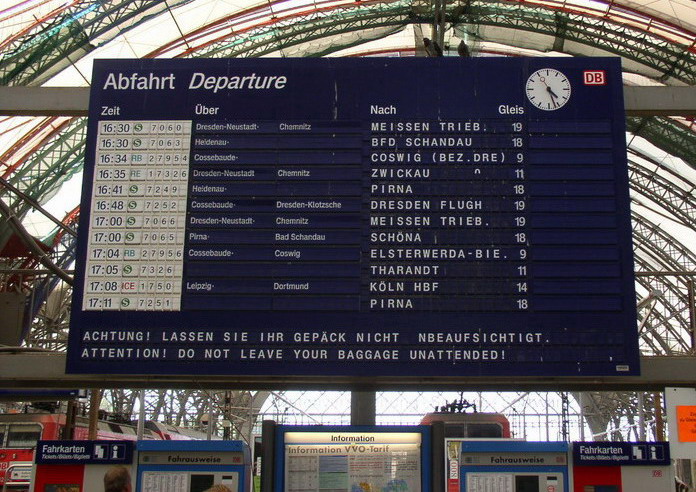 Abfahrt Departure DB
Zeit Über Nach Gleis
16:30 S 7060 Dresden-Neustadt- Chemnitz MEISSEN TRIEB. 19
16:30 S 7063 Heidenau- BFD SCHANDAU 18
16:34 RB 27954 Cossebaude- COSWIG (BEZ.DRE) 9
16:35 RE 17326 Dresden-Neustadt Chemnitz ZWICKAU 11
16:41 S 7249 Heidenau- PIRNA 18
16:48 S 7252 Cossebaude- Dresden-Klotzsche DRESDEN FLUGH 19
17:00 S 7066 Dresden-Neustadt- Chemnitz MEISSEN TRIEB. 19
17:00 S 7065 Pirna- Bad Schandau SCHÖNA 18
17:04 RB 27956 Cossebaude- Coswig ELSTERWERDA-BIE. 9
17:05 S 7326 THARANDT 11
17:08 ICE 1750 Leipzig- Dortmund KÖLN HBF 14
17:11 S 7251 PIRNA 18
ACHTUNG! LASSEN SIE IHR GEPÄCK NICHT NBEAUFSICHTIGT.
ATTENTION! DO NOT LEAVE YOUR BAGGAGE UNATTENDED!
Fahrkarten i
Fahrausweise
Information
Information VVO-Tarif
Fahrausweise
Fahrkarten i DB